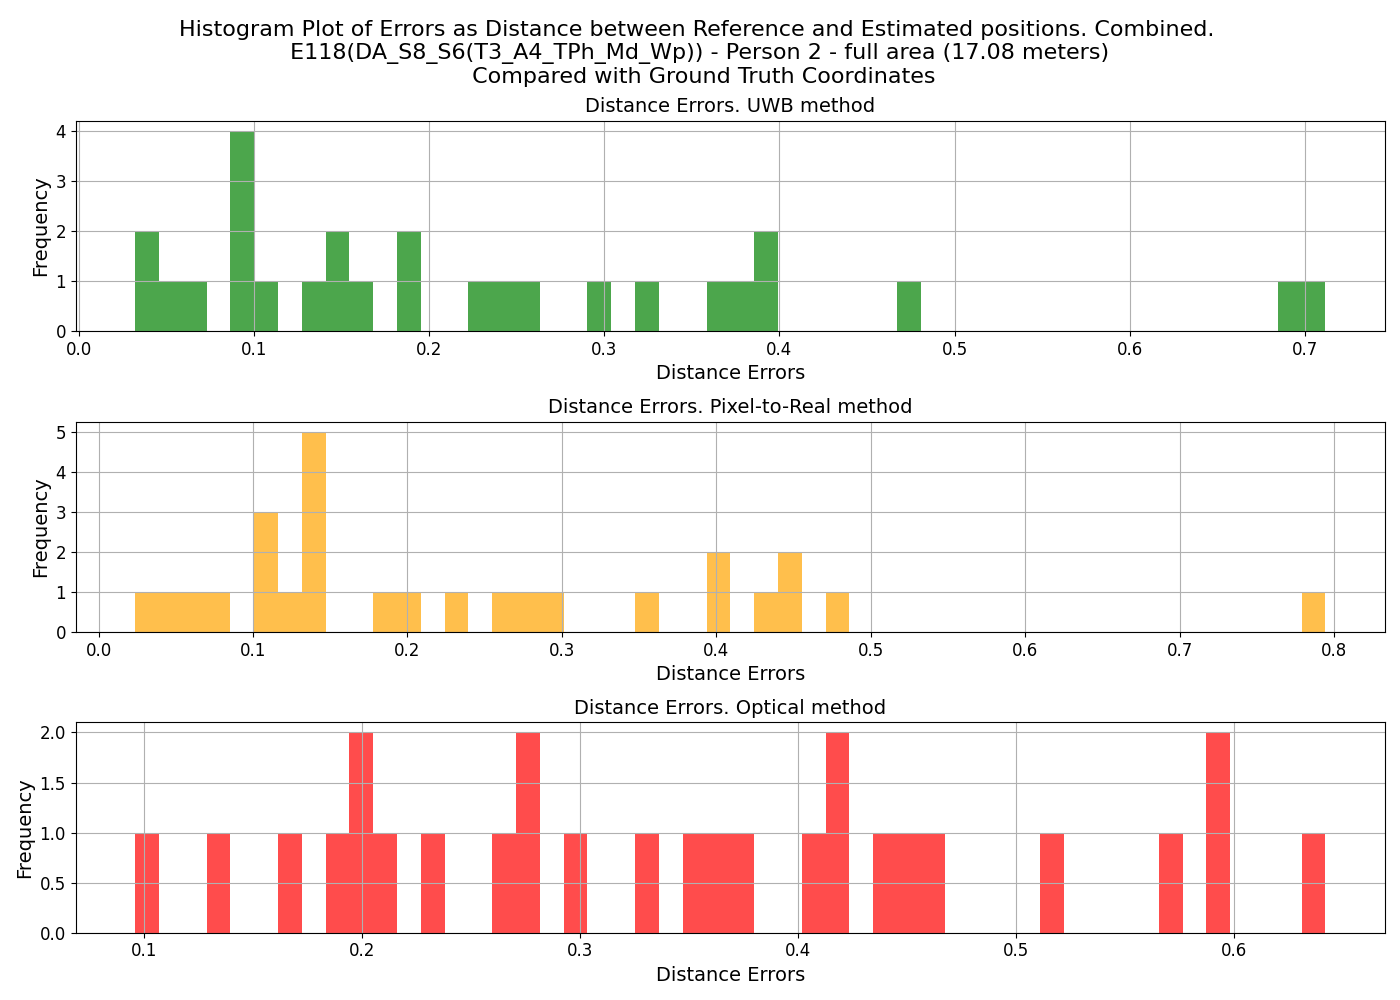 Histogram Plot of Errors as Distance between Reference and Estimated positions. Combined.
E118(DA_S8_S6(T3_A4_TPh_Md_Wp)) - Person 2 - full area (17.08 meters)
Compared with Ground Truth Coordinates
Distance Errors. UWB method
Frequency
4
3
2
1
0
0.0 0.1 0.2 0.3 0.4 0.5 0.6 0.7
Distance Errors
Distance Errors. Pixel-to-Real method
Frequency
5
4
3
2
1
0
0.0 0.1 0.2 0.3 0.4 0.5 0.6 0.7 0.8
Distance Errors
Distance Errors. Optical method
Frequency
2.0
1.5
1.0
0.5
0.0
0.1 0.2 0.3 0.4 0.5 0.6
Distance Errors